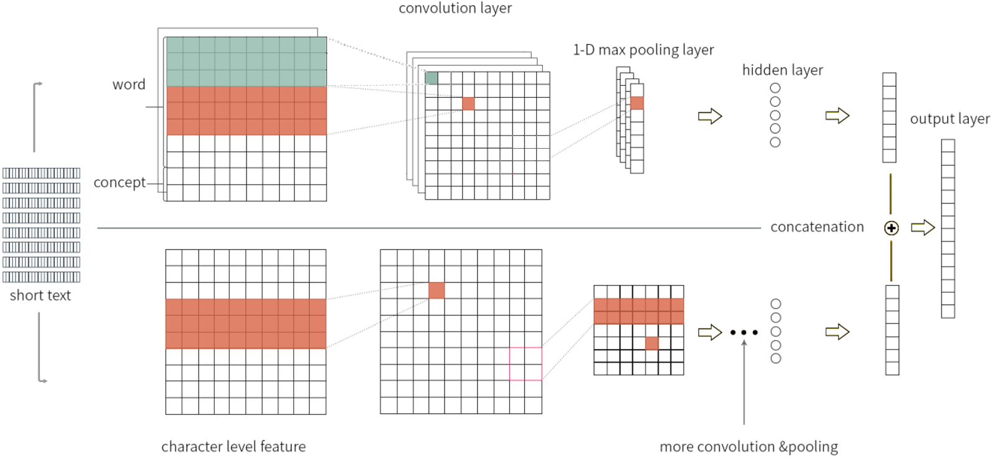 convolution layer
1-D max pooling layer
hidden layer
word
output layer
concept
concatenation
short text
character level feature
more convolution &pooling